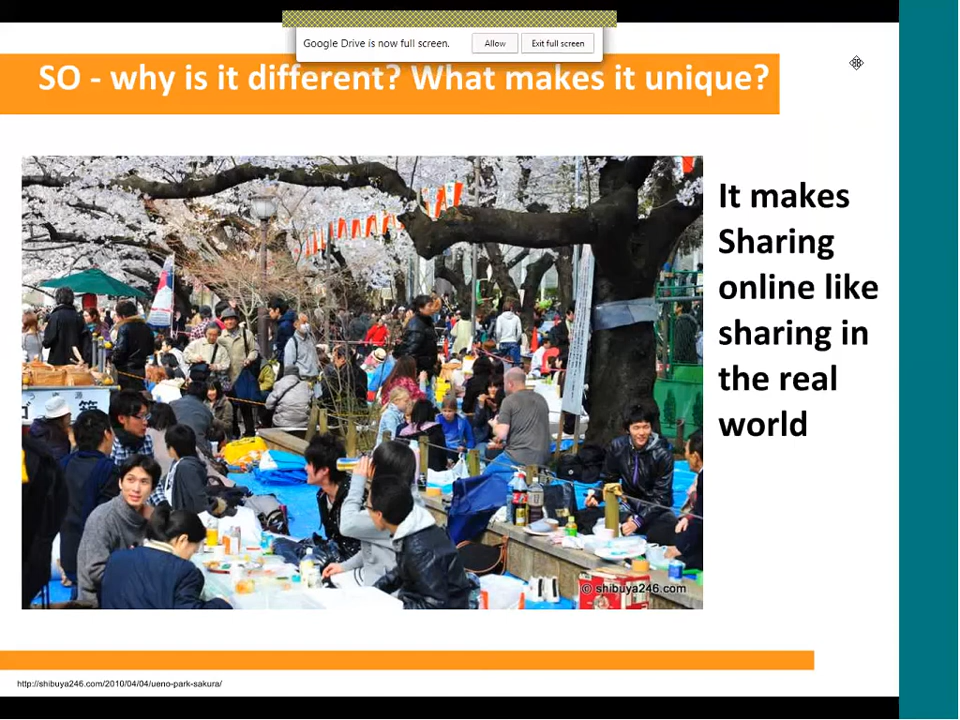 Google Drive is now full screen.
Allow
Exit full screen
SO - why is it different? What makes it unique?
It makes
Sharing
online like
sharing in
the real
world
© shibuya246.com
http://shibuya246.com/2010/04/04/ueno-park-sakura/